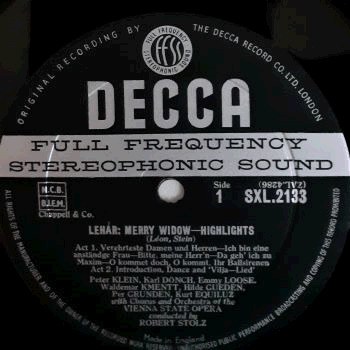 ORIGINAL RECORDING BY
THE DECCA RECORD CO. LTD. LONDON
FULL FREQUENCY
ffss
STEREOPHONIC SOUND
DECCA
FULL FREQUENCY
STEREOPHONIC SOUND
N.C.B.
B.I.E.M.
Chappell & Co.
Side
1
(ZAL.4286)
SXL.2133
LEHÁR: MERRY WIDOW—HIGHLIGHTS
(Léon, Stein)
Act 1. Verehrteste Damen und Herren—Ich bin eine
anständge Frau—Bitte, meine Herr'n—Da geh' ich zu
Maxim—O kommet doch, O kommt, Ihr Ballsirenen
Act 2. Introduction, Dance and 'Vilja—Lied'
Peter KLEIN, Karl DONCH, Emmy LOOSE,
Waldemar KMENTT, Hilde GUEDEN,
Per GRUNDEN, Kurt EQUILUZ
with Chorus and Orchestra of the
VIENNA STATE OPERA
conducted by
ROBERT STOLZ
Made in England
ALL RIGHTS OF THE MANUFACTURER AND OF THE OWNER OF THE RECORDED WORK RESERVED UNAUTHORISED PUBLIC PERFORMANCE BROADCASTING AND COPYING OF THIS RECORD PROHIBITED